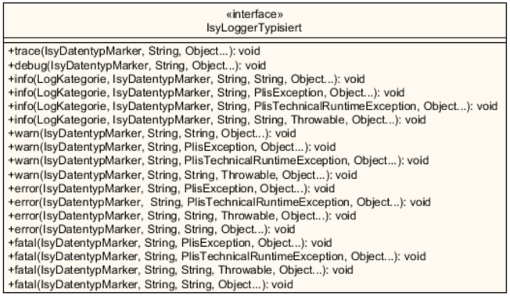 «interface»
IsyLoggerTypisiert
+trace(IsyDatentypMarker, String, Object...): void
+debug(IsyDatentypMarker, String, Object...): void
+info(LogKategorie, IsyDatentypMarker, String, String, Object...): void
+info(LogKategorie, IsyDatentypMarker, String, PlisException, Object...): void
+info(LogKategorie, IsyDatentypMarker, String, PlisTechnicalRuntimeException, Object...): void
+info(LogKategorie, IsyDatentypMarker, String, String, Throwable, Object...): void
+warn(IsyDatentypMarker, String, String, Object...): void
+warn(IsyDatentypMarker, String, PlisException, Object...): void
+warn(IsyDatentypMarker, String, PlisTechnicalRuntimeException, Object...): void
+warn(IsyDatentypMarker, String, String, Throwable, Object...): void
+error(IsyDatentypMarker, String, PlisException, Object...): void
+error(IsyDatentypMarker, String, PlisTechnicalRuntimeException, Object...): void
+error(IsyDatentypMarker, String, String, Throwable, Object...): void
+error(IsyDatentypMarker, String, String, Object...): void
+fatal(IsyDatentypMarker, String, PlisException, Object...): void
+fatal(IsyDatentypMarker, String, PlisTechnicalRuntimeException, Object...): void
+fatal(IsyDatentypMarker, String, String, Throwable, Object...): void
+fatal(IsyDatentypMarker, String, String, Object...): void